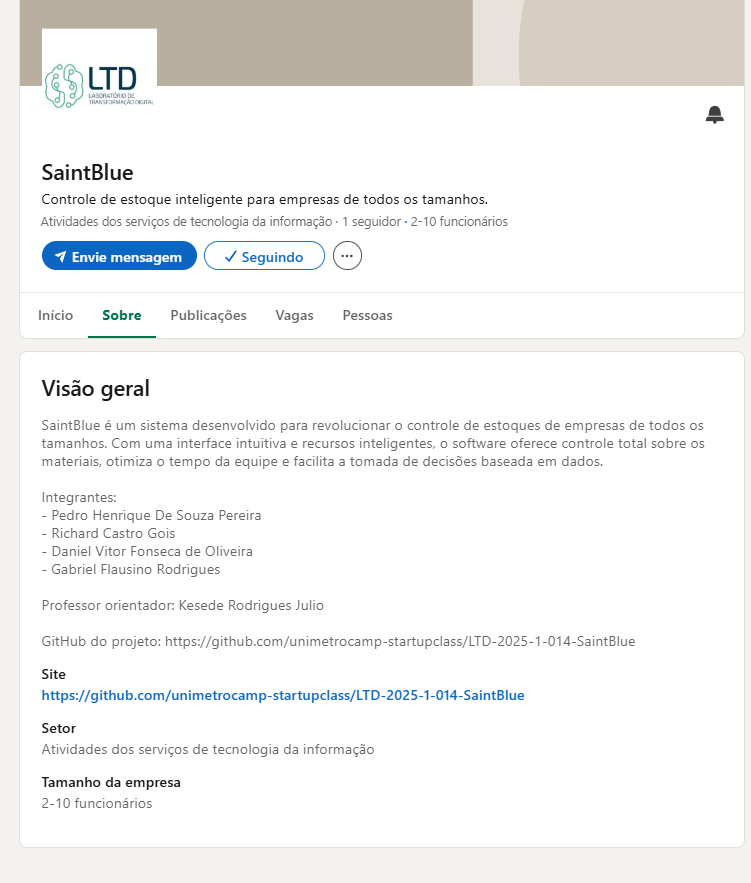 LTD
LABORATÓRIO DE
TRANSFORMAÇÃO DIGITAL
SaintBlue
Controle de estoque inteligente para empresas de todos os tamanhos.
Atividades dos serviços de tecnologia da informação · 1 seguidor · 2-10 funcionários
Envie mensagem
Seguindo
Início
Sobre
Publicações
Vagas
Pessoas
Visão geral
SaintBlue é um sistema desenvolvido para revolucionar o controle de estoques de empresas de todos os
tamanhos. Com uma interface intuitiva e recursos inteligentes, o software oferece controle total sobre os
materiais, otimiza o tempo da equipe e facilita a tomada de decisões baseada em dados.
Integrantes:
- Pedro Henrique De Souza Pereira
- Richard Castro Gois
- Daniel Vitor Fonseca de Oliveira
- Gabriel Flausino Rodrigues
Professor orientador: Kesede Rodrigues Julio
GitHub do projeto: https://github.com/unimetrocamp-startupclass/LTD-2025-1-014-SaintBlue
Site
https://github.com/unimetrocamp-startupclass/LTD-2025-1-014-SaintBlue
Setor
Atividades dos serviços de tecnologia da informação
Tamanho da empresa
2-10 funcionários